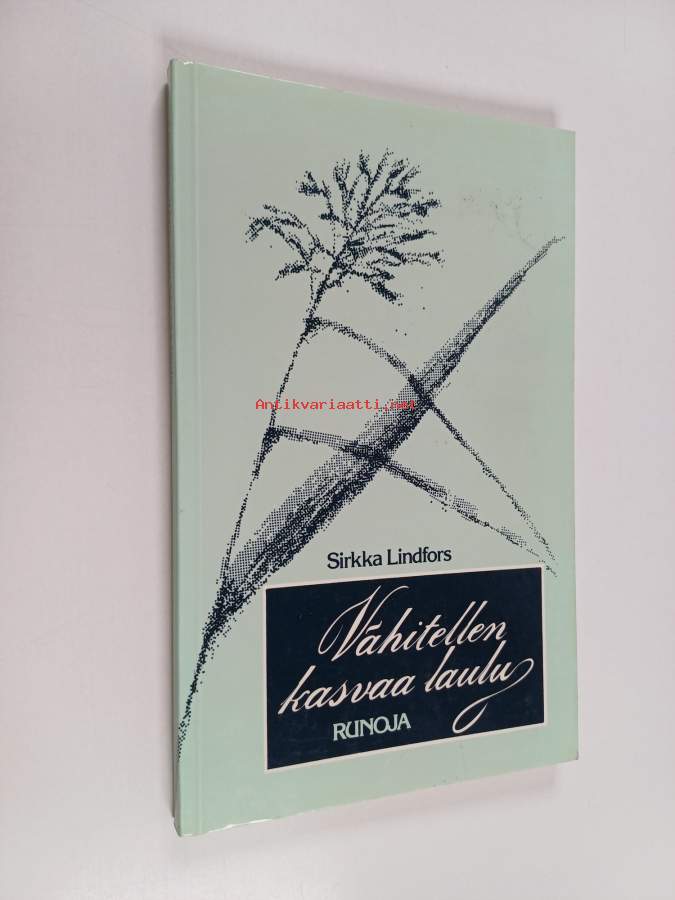 Antikvariaatti.net
Sirkka Lindfors
Vähitellen
kasvaa laulu
RUNOJA